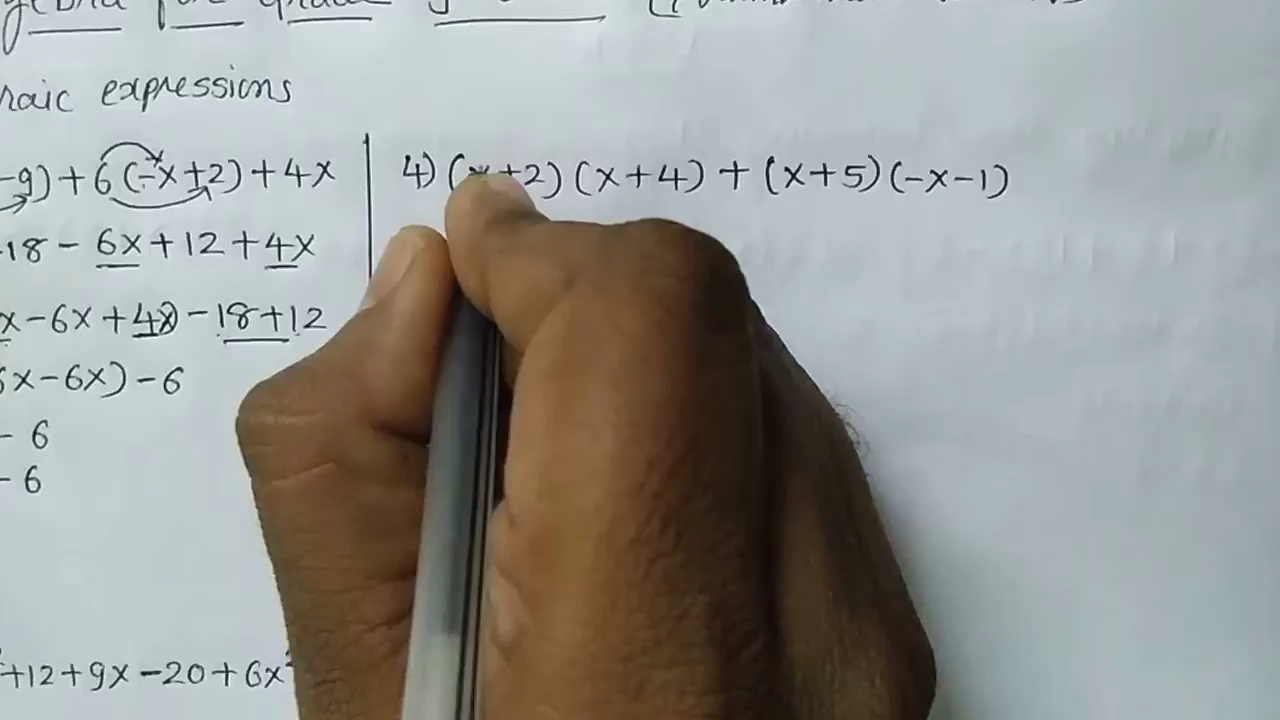 raic expressions
-9) + 6(-x+2) + 4x
4) (x+2)(x+4) + (x+5)(-x-1)
18 - 6x + 12 + 4x
x - 6x + 4x - 18 + 12
x - 6x) - 6
- 6
- 6
+12 + 9x - 20 + 6x